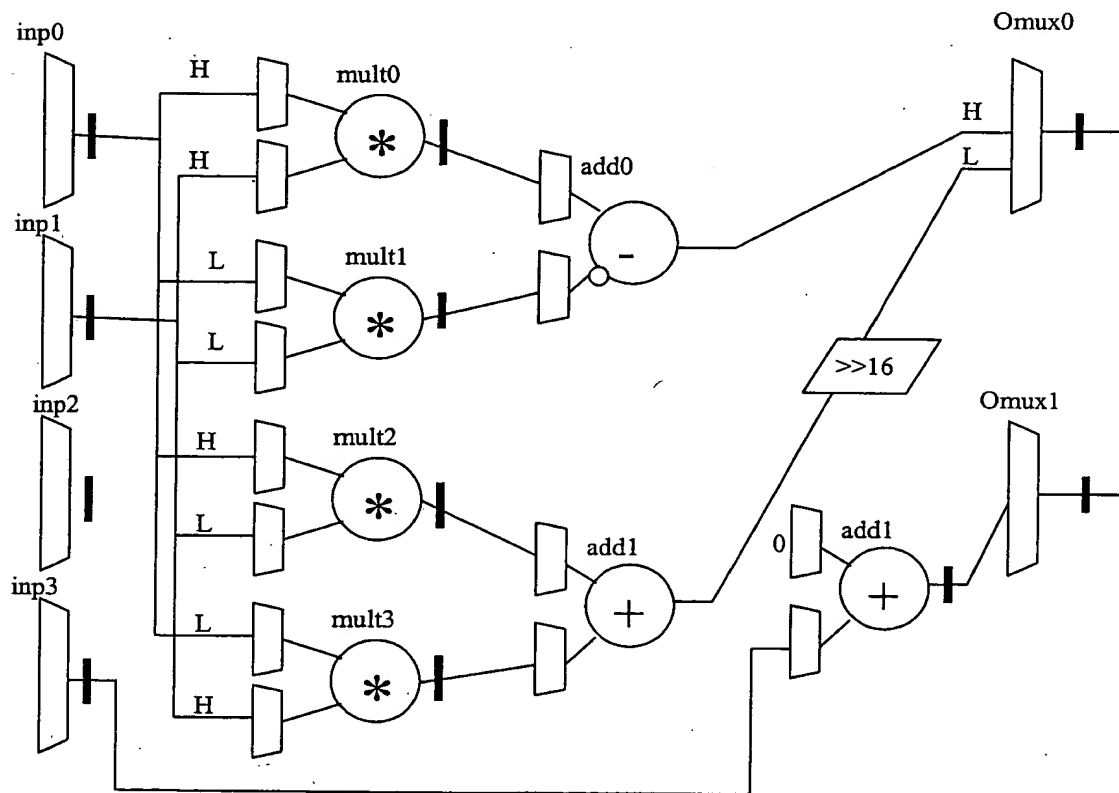 inp0
Omux0
H
mult0
*
H
add0
-
H
L
inp1
L
mult1
*
L
>>16
inp2
Omux1
H
mult2
*
L
add1
+
0
add1
+
inp3
L
mult3
*
H